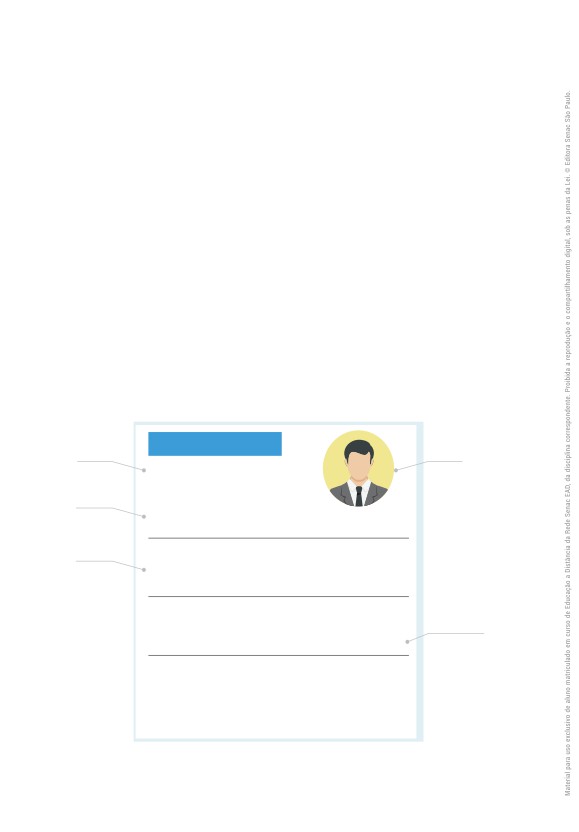 Material para uso exclusivo de aluno matriculado em curso de Educação a Distância da Rede Senac EAD, da disciplina correspondente. Proibida a reprodução e o compartilhamento digital, sob as penas da Lei. © Editora Senac São Paulo.